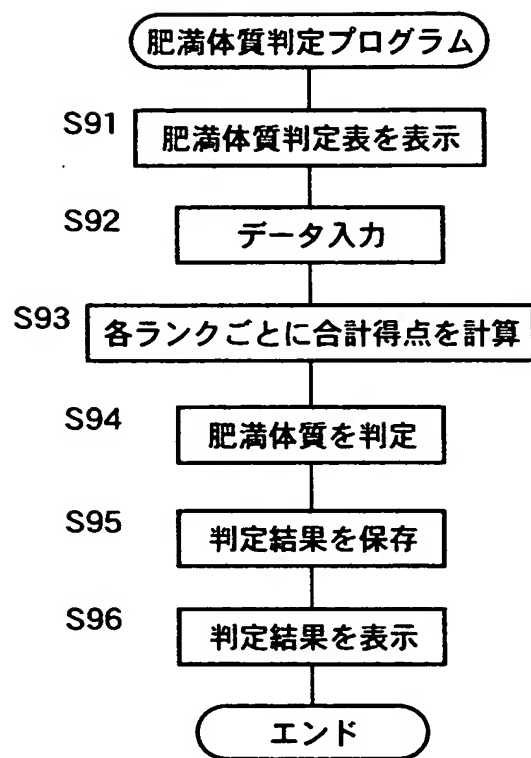 肥満体質判定プログラム
S91
肥満体質判定表を表示
S92
データ入力
S93
各ランクごとに合計得点を計算
S94
肥満体質を判定
S95
判定結果を保存
S96
判定結果を表示
エンド